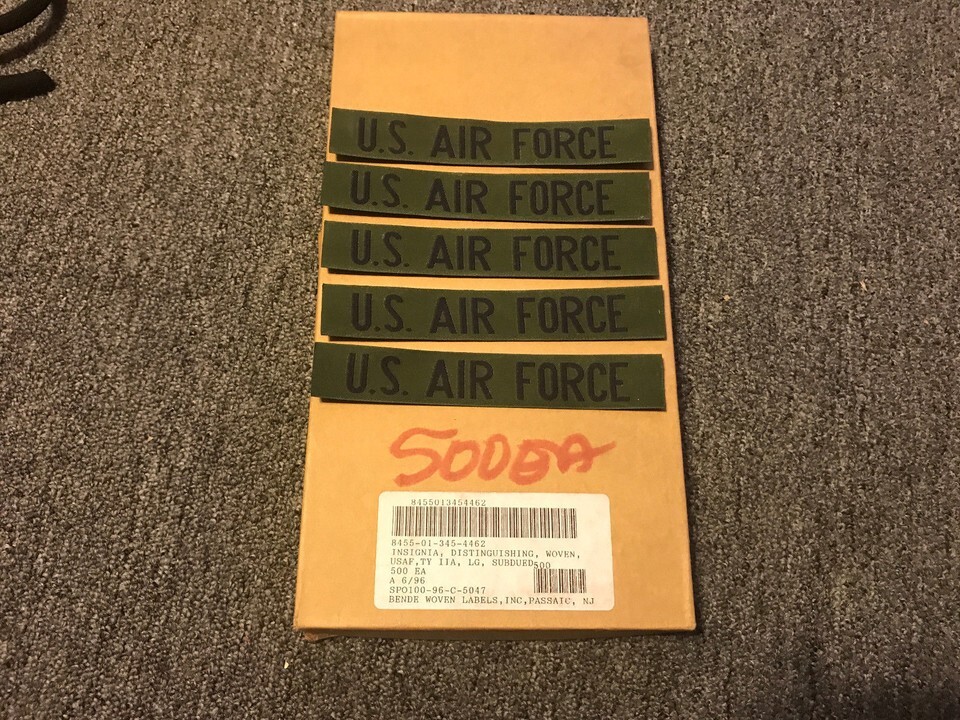 U.S. AIR FORCE
U.S. AIR FORCE
U.S. AIR FORCE
U.S. AIR FORCE
U.S. AIR FORCE
500EA
8455013454462
8455-01-345-4462
INSIGNIA, DISTINGUISHING, WOVEN,
USAF,TY IIA, LG, SUBDUED
500
500 EA
A 6/96
SPO100-96-C-5047
BENDE WOVEN LABELS,INC,PASSAIC, NJ